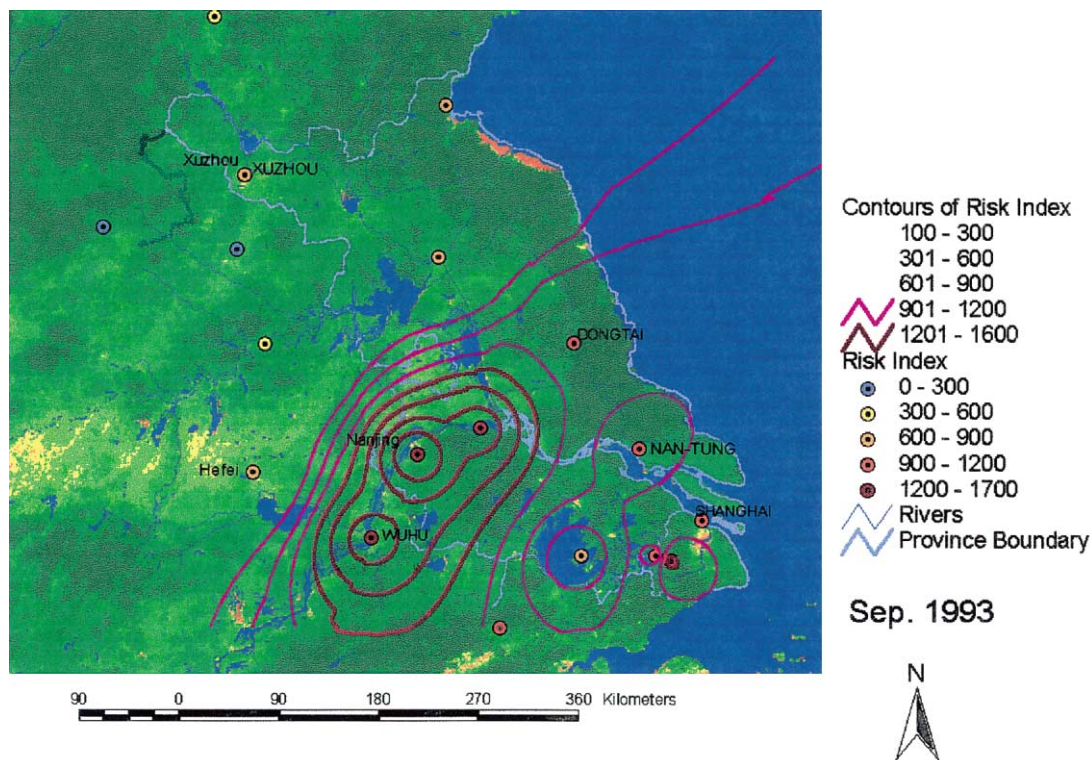 Xuzhou
XUZHOU
DONGTAI
Nanjing
NAN-TUNG
Hefei
SHANGHAI
WUHU
Contours of Risk Index
100 - 300
301 - 600
601 - 900
901 - 1200
1201 - 1600
Risk Index
0 - 300
300 - 600
600 - 900
900 - 1200
1200 - 1700
Rivers
Province Boundary
Sep. 1993
N
90 0 90 180 270 360 Kilometers